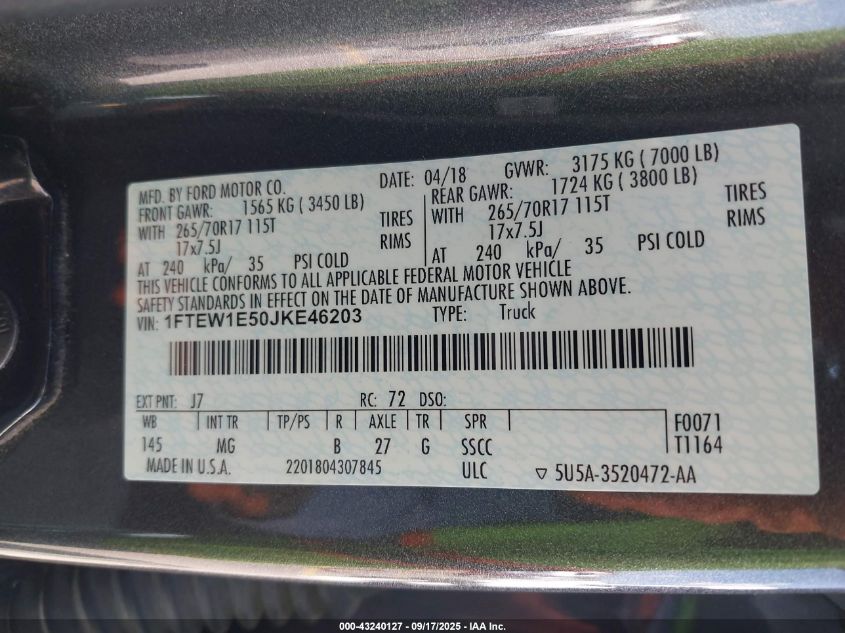 MFD. BY FORD MOTOR CO.
DATE: 04/18 GVWR: 3175 KG ( 7000 LB)
FRONT GAWR: 1565 KG ( 3450 LB)
REAR GAWR: 1724 KG ( 3800 LB)
WITH 265/70R17 115T TIRES
WITH 265/70R17 115T TIRES
17x7.5J RIMS
17x7.5J RIMS
AT 240 kPa/ 35 PSI COLD
AT 240 kPa/ 35 PSI COLD
THIS VEHICLE CONFORMS TO ALL APPLICABLE FEDERAL MOTOR VEHICLE
SAFETY STANDARDS IN EFFECT ON THE DATE OF MANUFACTURE SHOWN ABOVE.
VIN: 1FTEW1E50JKE46203 TYPE: Truck
EXT PNT: J7 RC: 72 DSO:
WB INT TR TP/PS R AXLE TR SPR F0071
145 MG B 27 G SSCC T1164
MADE IN U.S.A. 2201804307845 ULC ▽ 5U5A-3520472-AA
000-43240127 - 09/17/2025 - IAA Inc.